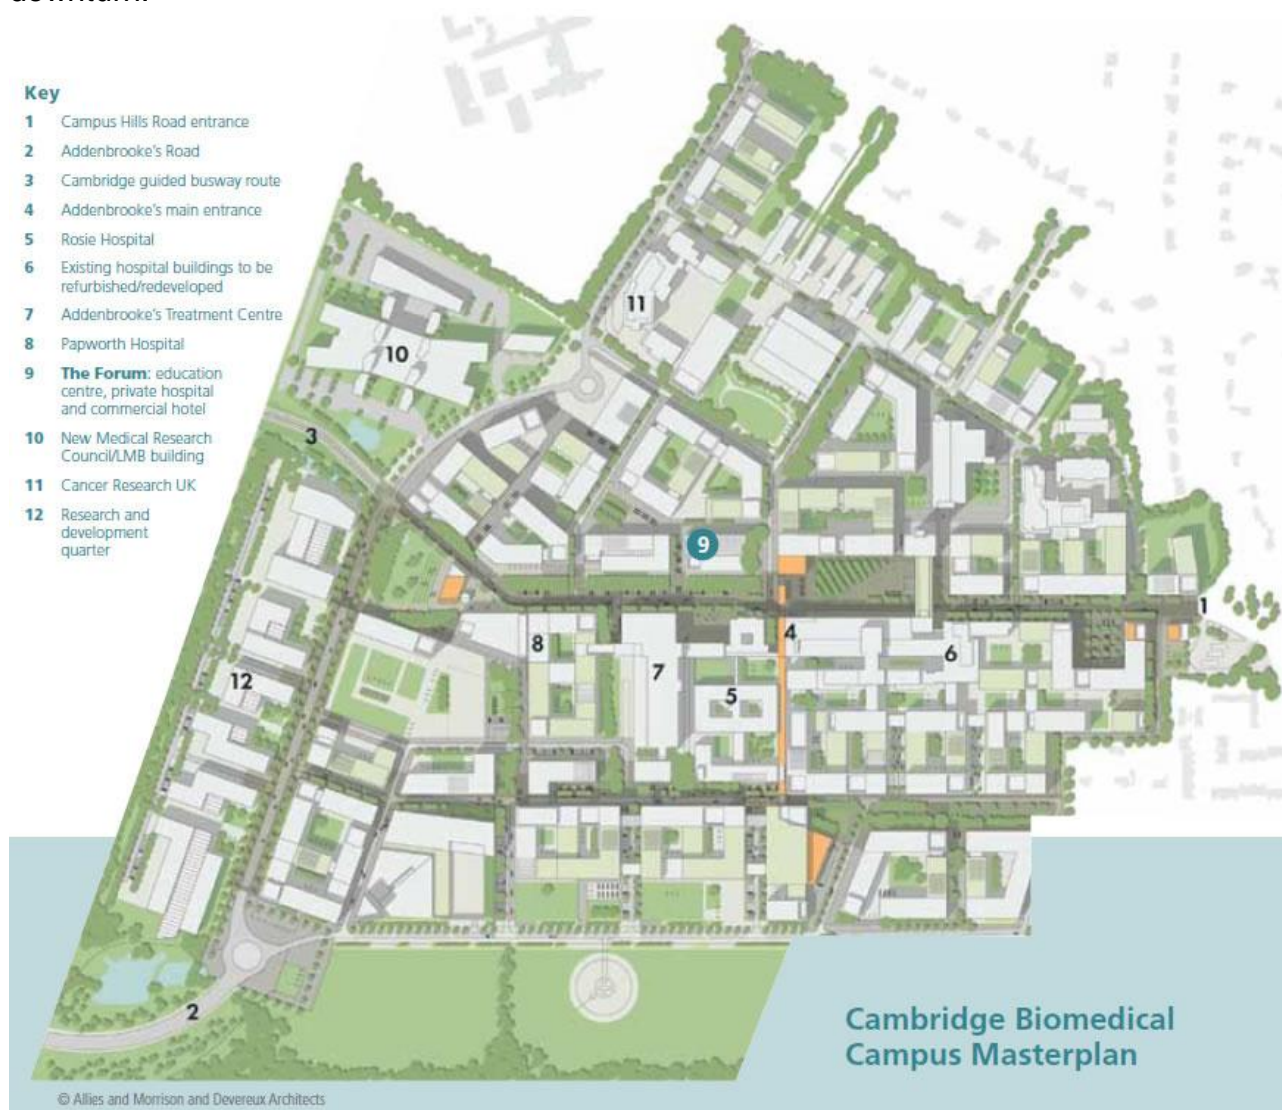 downturn.
Key
1 Campus Hills Road entrance
2 Addenbrooke's Road
3 Cambridge guided busway route
4 Addenbrooke's main entrance
5 Rosie Hospital
6 Existing hospital buildings to be
refurbished/redeveloped
7 Addenbrooke's Treatment Centre
8 Papworth Hospital
9 The Forum: education
centre, private hospital
and commercial hotel
10 New Medical Research
Council/LMB building
11 Cancer Research UK
12 Research and
development
quarter
11
10
3
9
1
4
8
6
7
12
5
2
Cambridge Biomedical
Campus Masterplan
© Allies and Morrison and Devereux Architects